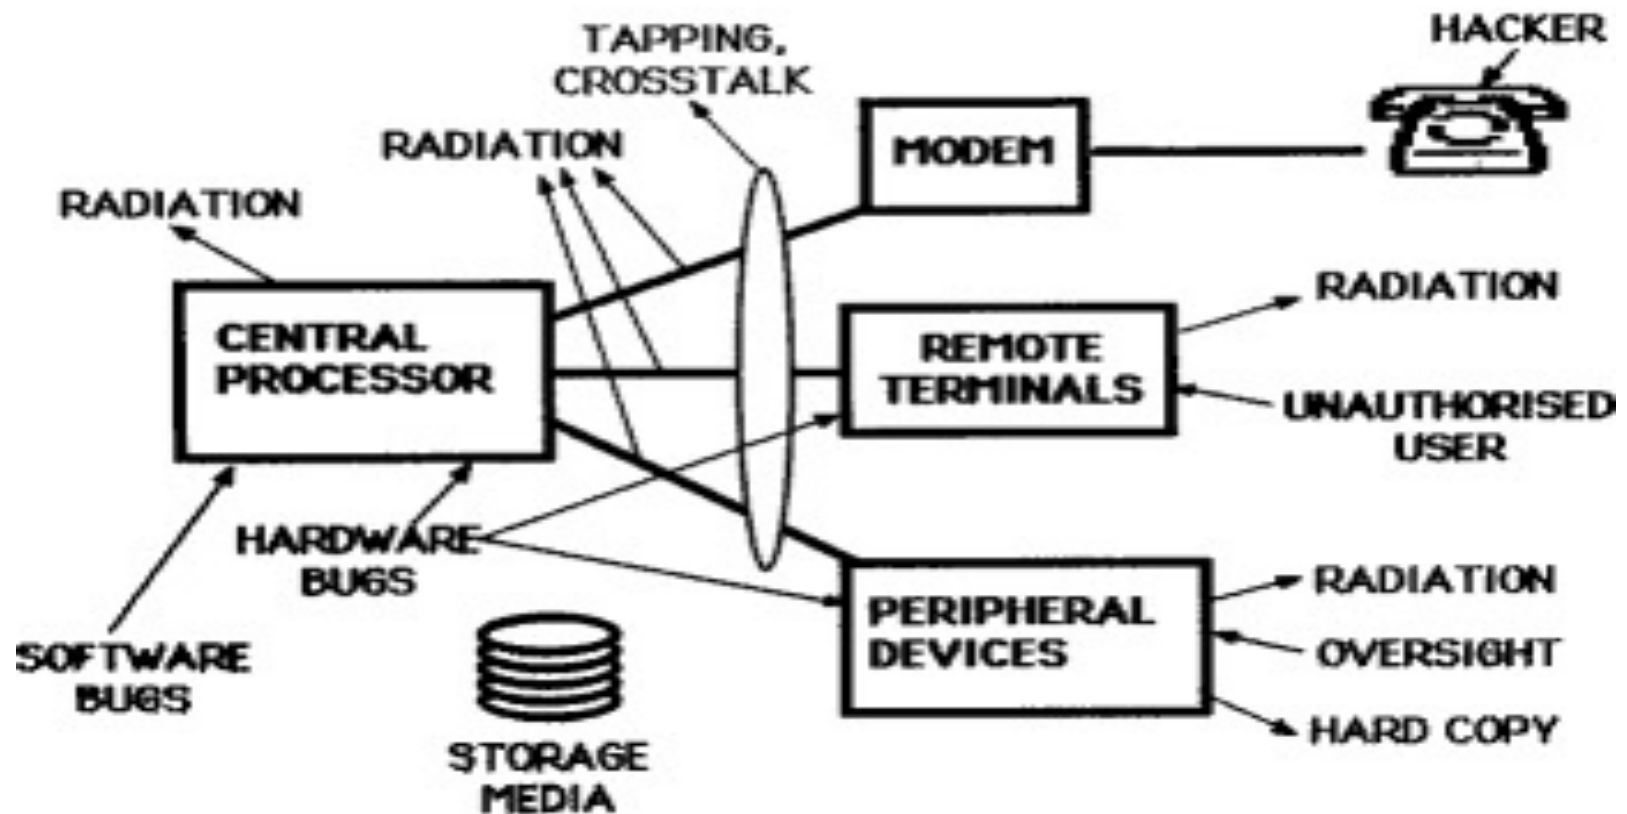 HACKER
TAPPING,
CROSSTALK
RADIATION
MODEM
RADIATION
CENTRAL
PROCESSOR
REMOTE
TERMINALS
RADIATION
UNAUTHORISED
USER
HARDWARE
BUGS
SOFTWARE
BUGS
STORAGE
MEDIA
PERIPHERAL
DEVICES
RADIATION
OVERSIGHT
HARD COPY